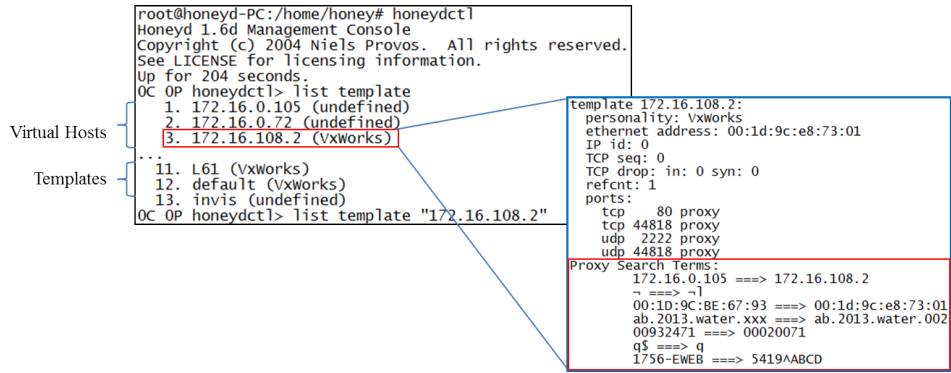 root@honeyd-PC:/home/honey# honeydctl
Honeyd 1.6d Management Console
Copyright (c) 2004 Niels Provos.  All rights reserved.
See LICENSE for licensing information.
Up for 204 seconds.
OC OP honeydctl> list template
1. 172.16.0.105 (undefined)
2. 172.16.0.72 (undefined)
3. 172.16.108.2 (VxWorks)
...
11. L61 (VxWorks)
12. default (VxWorks)
13. invis (undefined)
OC OP honeydctl> list template "172.16.108.2"
Virtual Hosts
Templates
template 172.16.108.2:
personality: VxWorks
ethernet address: 00:1d:9c:e8:73:01
IP id: 0
TCP seq: 0
TCP drop: in: 0 syn: 0
refcnt: 1
ports:
tcp    80 proxy
tcp 44818 proxy
udp  2222 proxy
udp 44818 proxy
Proxy Search Terms:
172.16.0.105 ===> 172.16.108.2
¬ ===> ¬l
00:1D:9C:BE:67:93 ===> 00:1d:9c:e8:73:01
ab.2013.water.xxx ===> ab.2013.water.002
00932471 ===> 00020071
q$ ===> q
1756-EWEB ===> 5419^ABCD